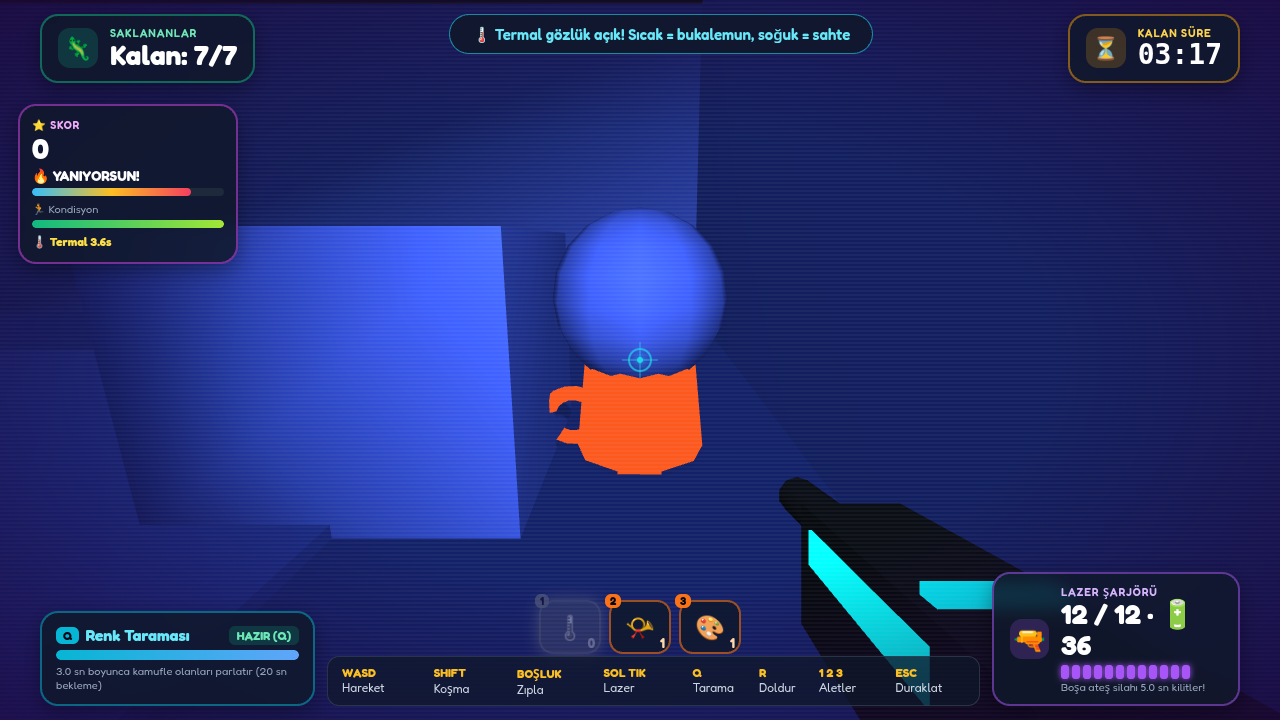 SAKLANANLAR
Kalan: 7/7
Termal gözlük açık! Sıcak = bukalemun, soğuk = sahte
KALAN SÜRE
03:17
SKOR
0
YANIYORSUN!
Kondisyon
Termal 3.6s
Q Renk Taraması HAZIR (Q)
3.0 sn boyunca kamufle olanları parlatır (20 sn
bekleme)
1 0
2 1
3 1
WASD SHIFT BOŞLUK SOL TIK Q R 1 2 3 ESC
Hareket Koşma Zıpla Lazer Tarama Doldur Aletler Duraklat
LAZER ŞARJÖRÜ
12 / 12 ·
36
Boşa ateş silahı 5.0 sn kilitler!